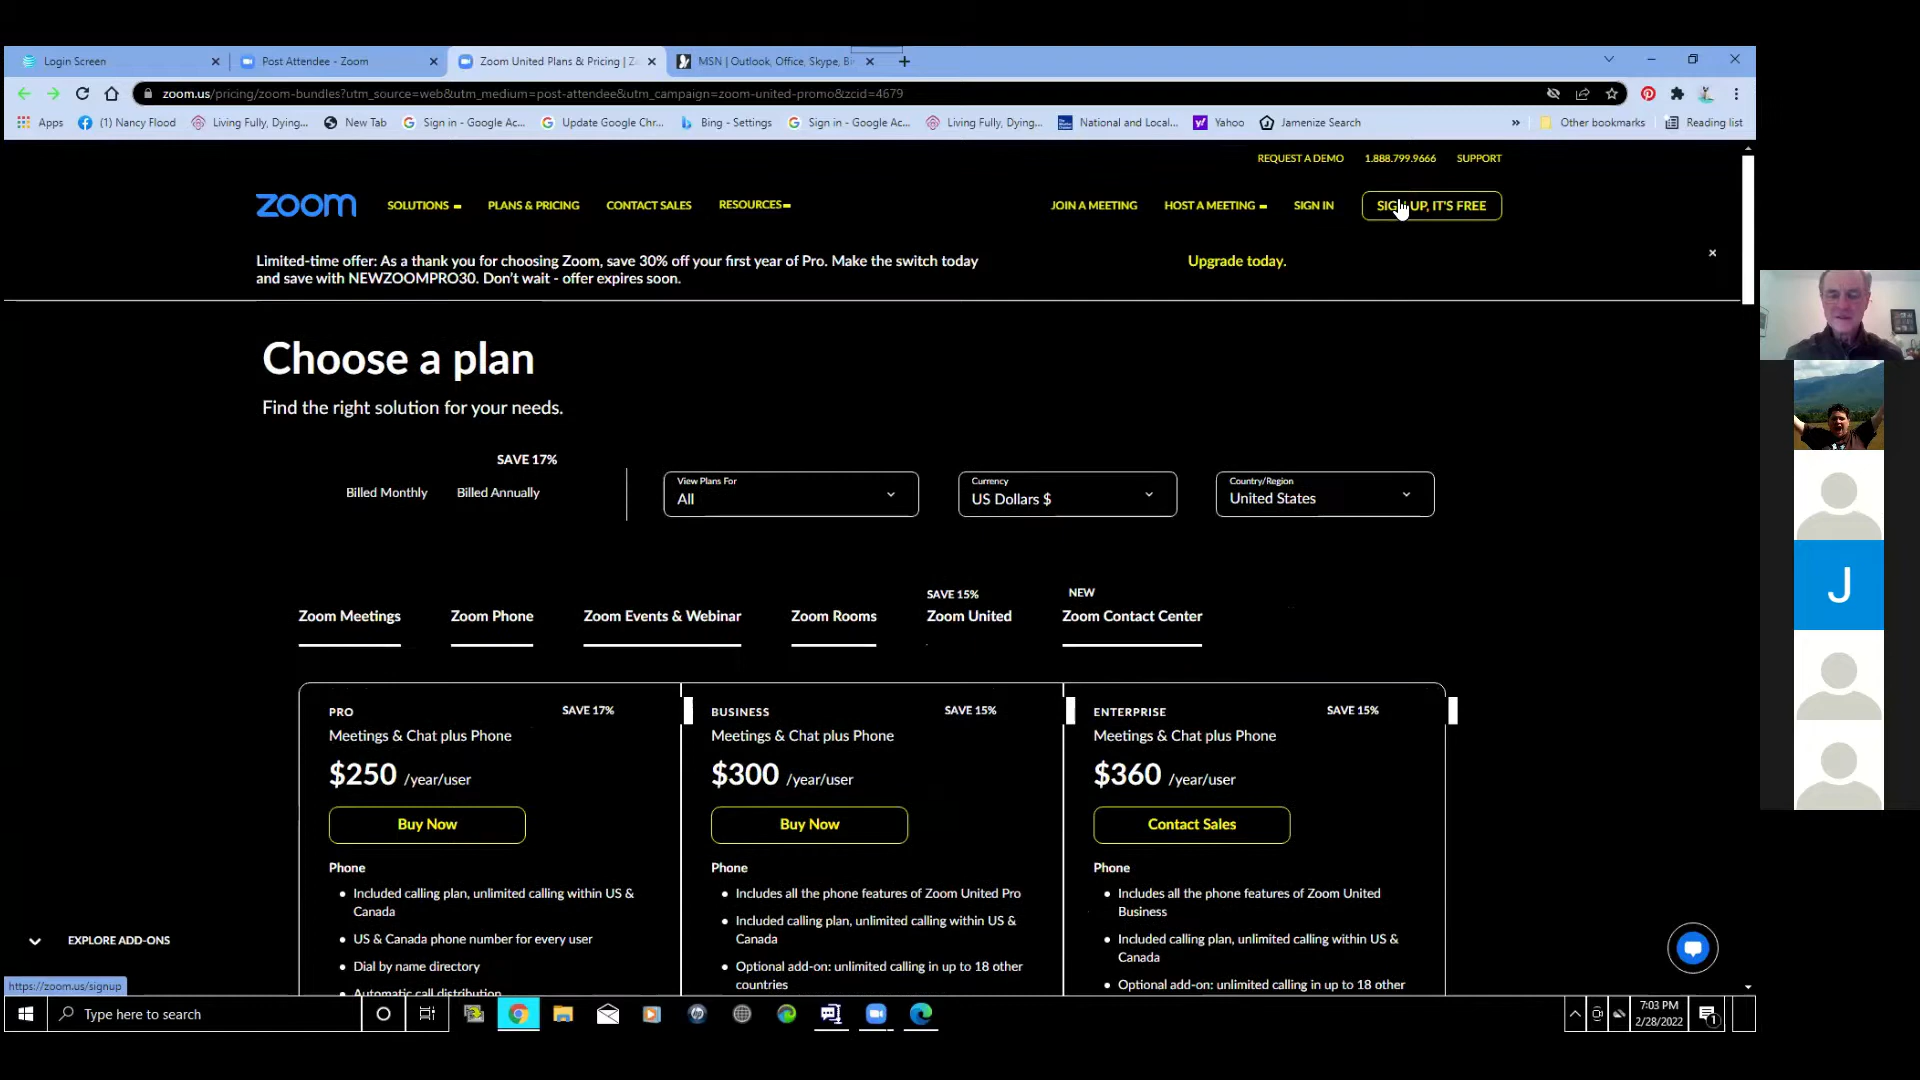 Login Screen
Post Attendee - Zoom
Zoom United Plans & Pricing | Z
MSN | Outlook, Office, Skype, Bi
zoom.us/pricing/zoom-bundles?utm_source=web&utm_medium=post-attendee&utm_campaign=zoom-united-promo&zcid=4679
Apps
(1) Nancy Flood
Living Fully, Dying...
New Tab
Sign in - Google Ac...
Update Google Chr...
Bing - Settings
Sign in - Google Ac...
Living Fully, Dying...
National and Local...
Yahoo
Jamenize Search
»
Other bookmarks
Reading list
REQUEST A DEMO
1.888.799.9666
SUPPORT
zoom
SOLUTIONS
PLANS & PRICING
CONTACT SALES
RESOURCES
JOIN A MEETING
HOST A MEETING
SIGN IN
SIGN UP, IT'S FREE
Limited-time offer: As a thank you for choosing Zoom, save 30% off your first year of Pro. Make the switch today
and save with NEWZOOMPRO30. Don't wait - offer expires soon.
Upgrade today.
Choose a plan
Find the right solution for your needs.
SAVE 17%
Billed Monthly
Billed Annually
View Plans For
All
Currency
US Dollars $
Country/Region
United States
Zoom Meetings
Zoom Phone
Zoom Events & Webinar
Zoom Rooms
SAVE 15%
Zoom United
NEW
Zoom Contact Center
PRO
SAVE 17%
Meetings & Chat plus Phone
$250 /year/user
Buy Now
Phone
• Included calling plan, unlimited calling within US &
Canada
• US & Canada phone number for every user
• Dial by name directory
• Automatic call distribution
BUSINESS
SAVE 15%
Meetings & Chat plus Phone
$300 /year/user
Buy Now
Phone
• Includes all the phone features of Zoom United Pro
• Included calling plan, unlimited calling within US &
Canada
• Optional add-on: unlimited calling in up to 18 other
countries
ENTERPRISE
SAVE 15%
Meetings & Chat plus Phone
$360 /year/user
Contact Sales
Phone
• Includes all the phone features of Zoom United
Business
• Included calling plan, unlimited calling within US &
Canada
• Optional add-on: unlimited calling in up to 18 other
EXPLORE ADD-ONS
https://zoom.us/signup
Type here to search
7:03 PM
2/28/2022
1
J